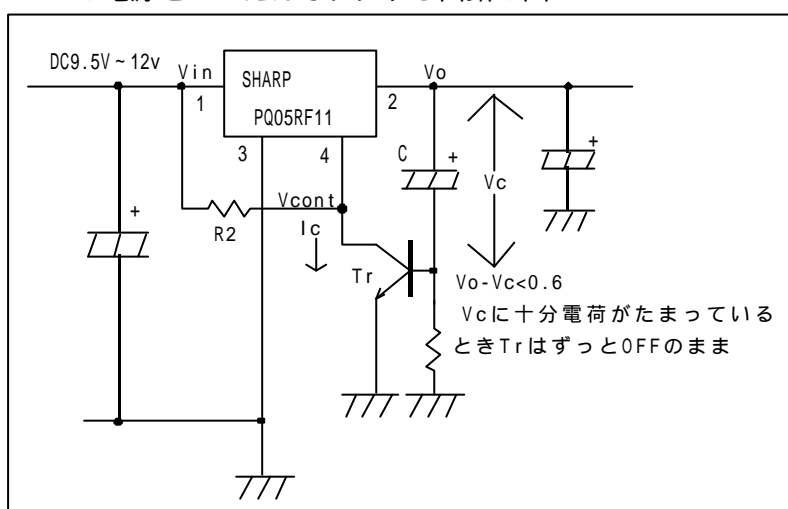 DC9.5V~12v
Vin
SHARP
Vo
1
PQ05RF11
2
3
4
C
+
+
Vc
Vcont
Ic
+
R2
Tr
Vo-Vc<0.6
Vcに十分電荷がたまっている
ときTrはずっとOFFのまま